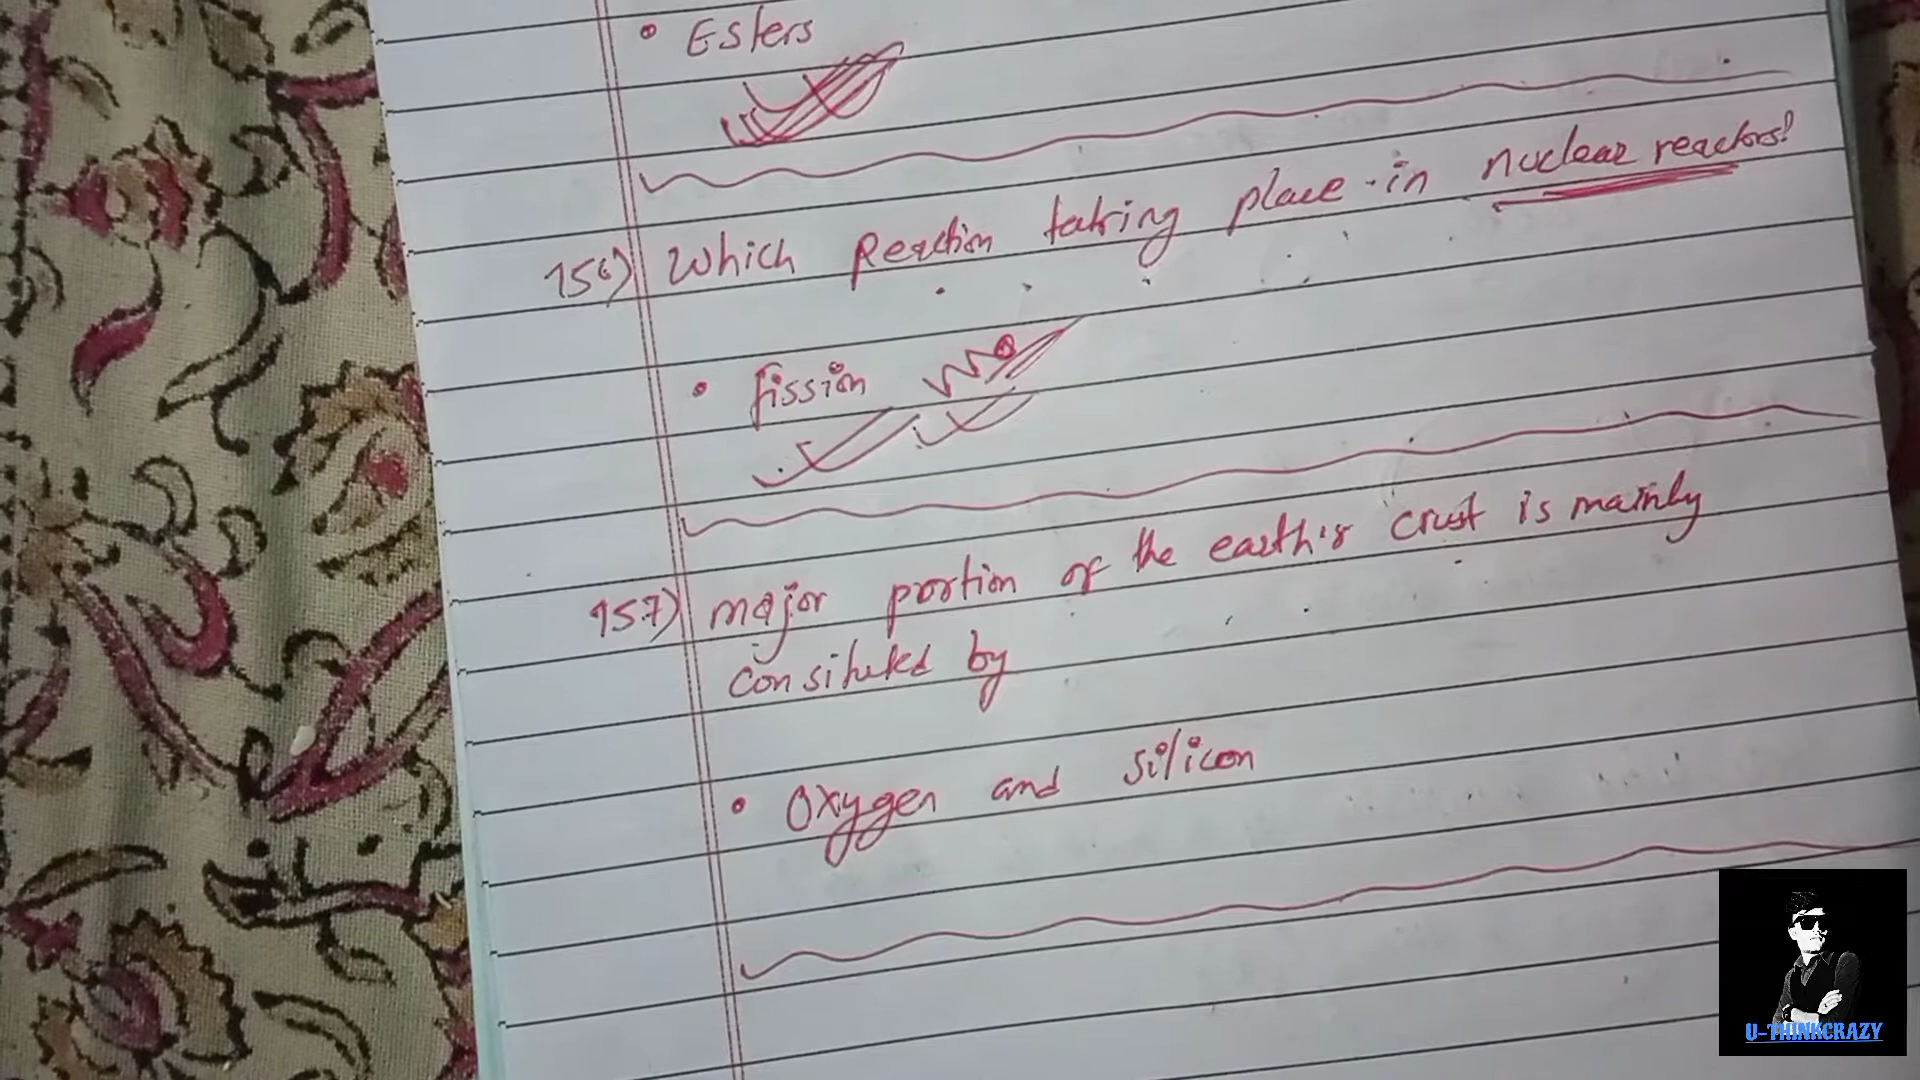 • Esters
156) Which Reaction taking place in nuclear reactors?
• fission
157) major portion of the earth's crust is mainly
consituted by
• Oxygen and silicon
U-THINKCRAZY